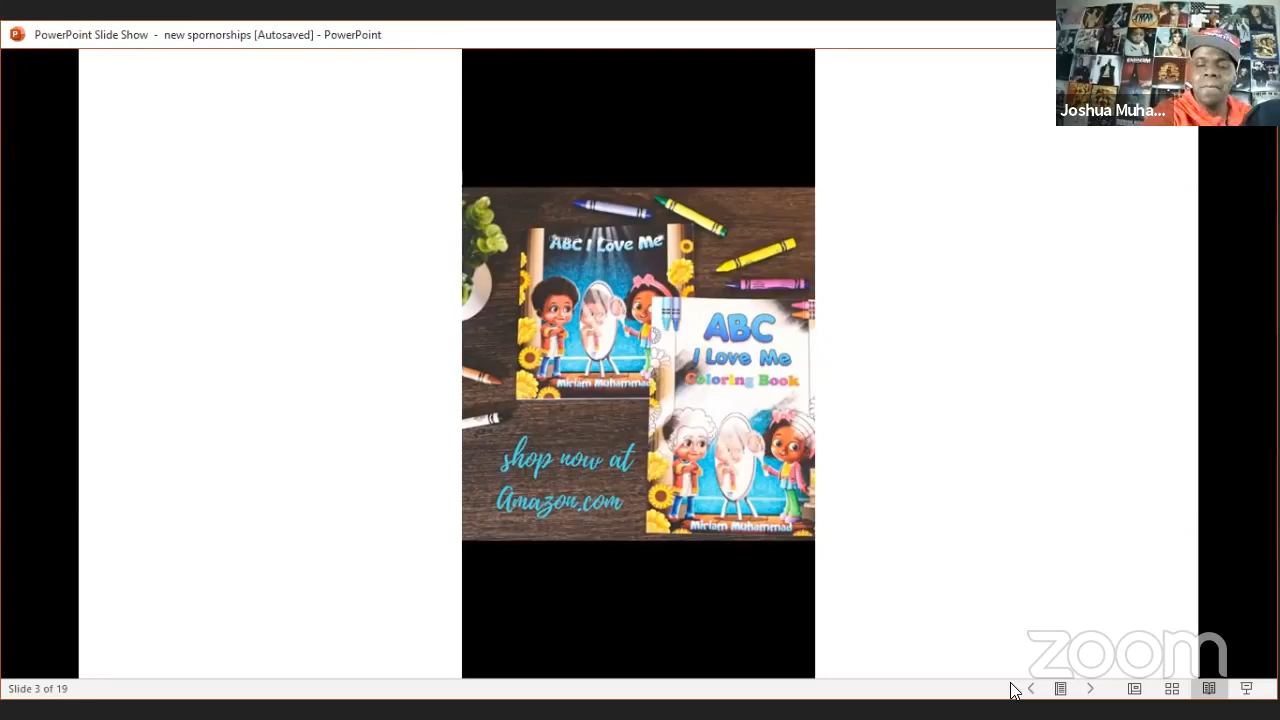 PowerPoint Slide Show - new spornorships [Autosaved] - PowerPoint
Joshua Muha...
ABC I Love Me
Miriam Muhammad
ABC
I Love Me
Coloring Book
Miriam Muhammad
shop now at
Amazon.com
zoom
Slide 3 of 19